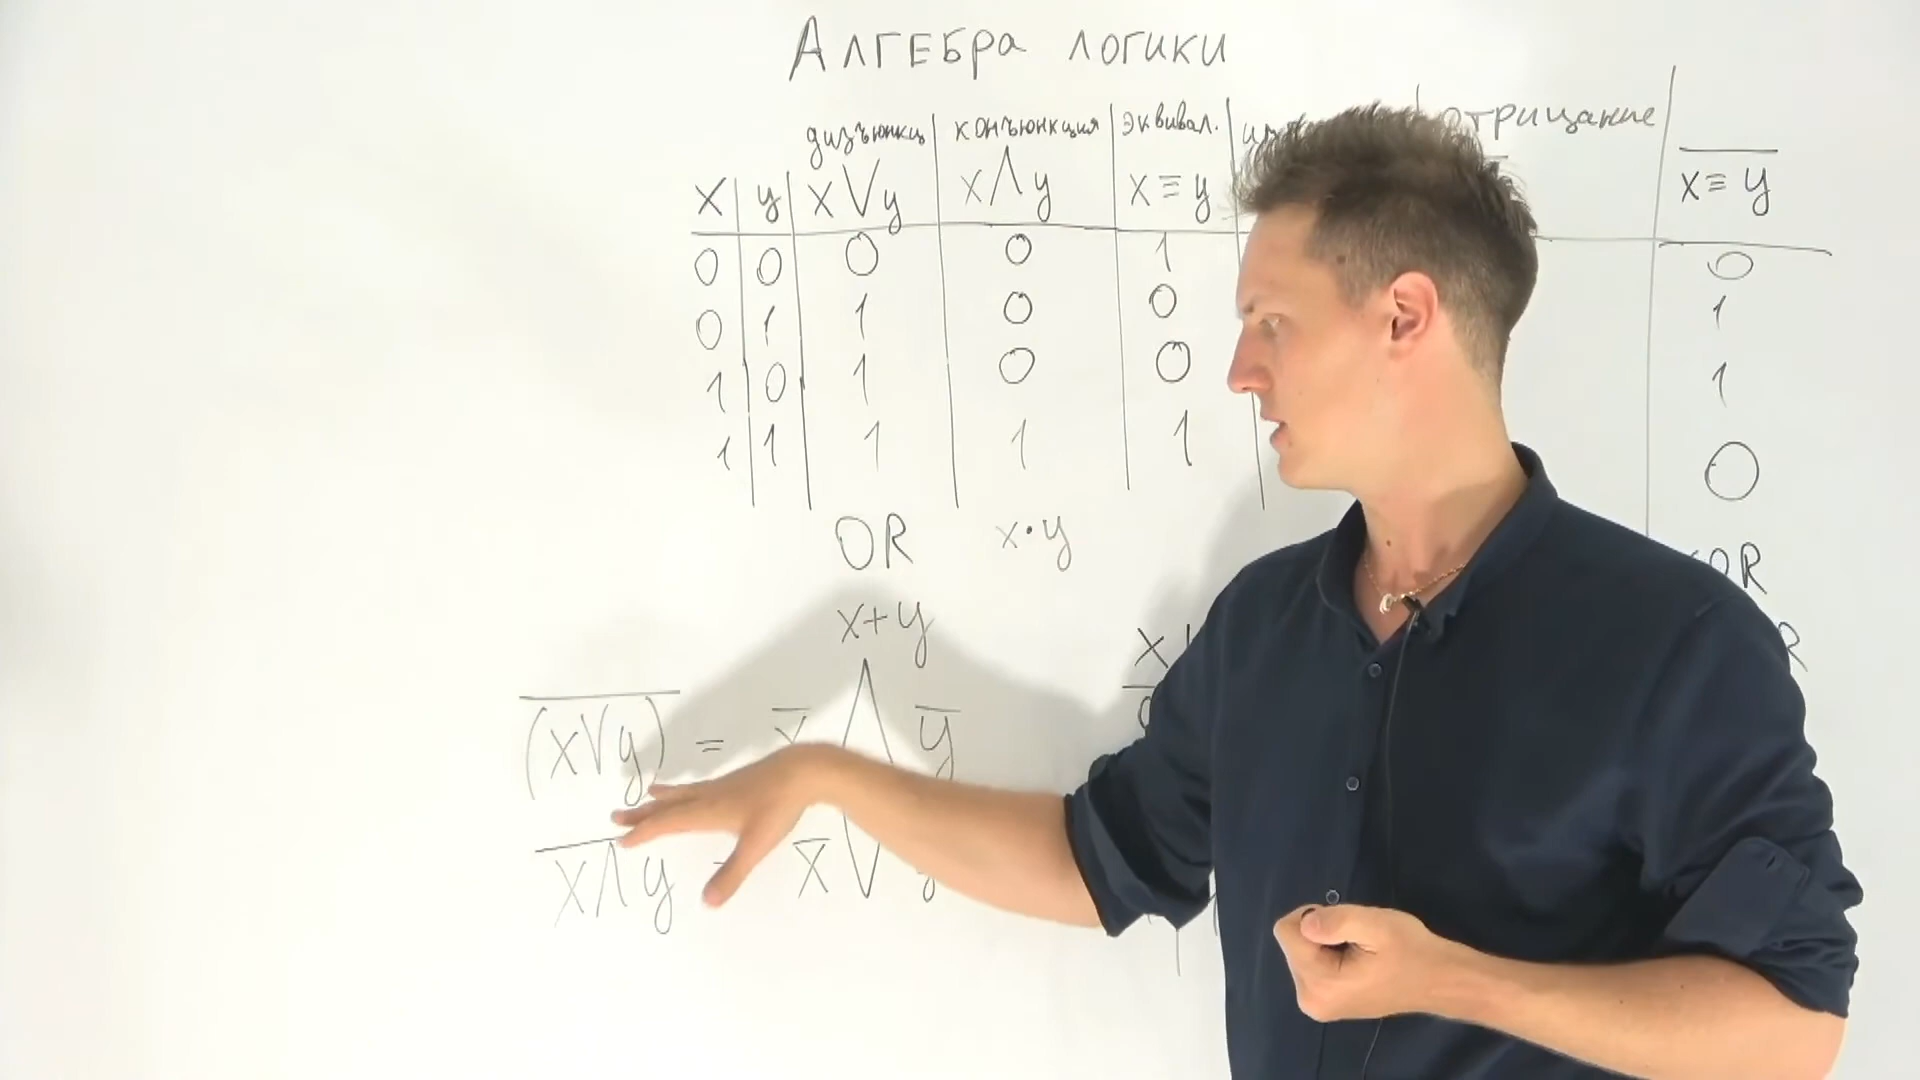 Алгебра логики
дизъюнкц конъюнкция эквивал. отрицание
x y x∨y x∧y x≡y x̅≡̅y̅
0 0 0 0 1 0
0 1 1 0 0 1
1 0 1 0 0 1
1 1 1 1 1 0
OR x·y
x+y x
(̅x̅∨̅y̅)̅ = ∧ y̅
x̅∧̅y̅ x̅ ∨